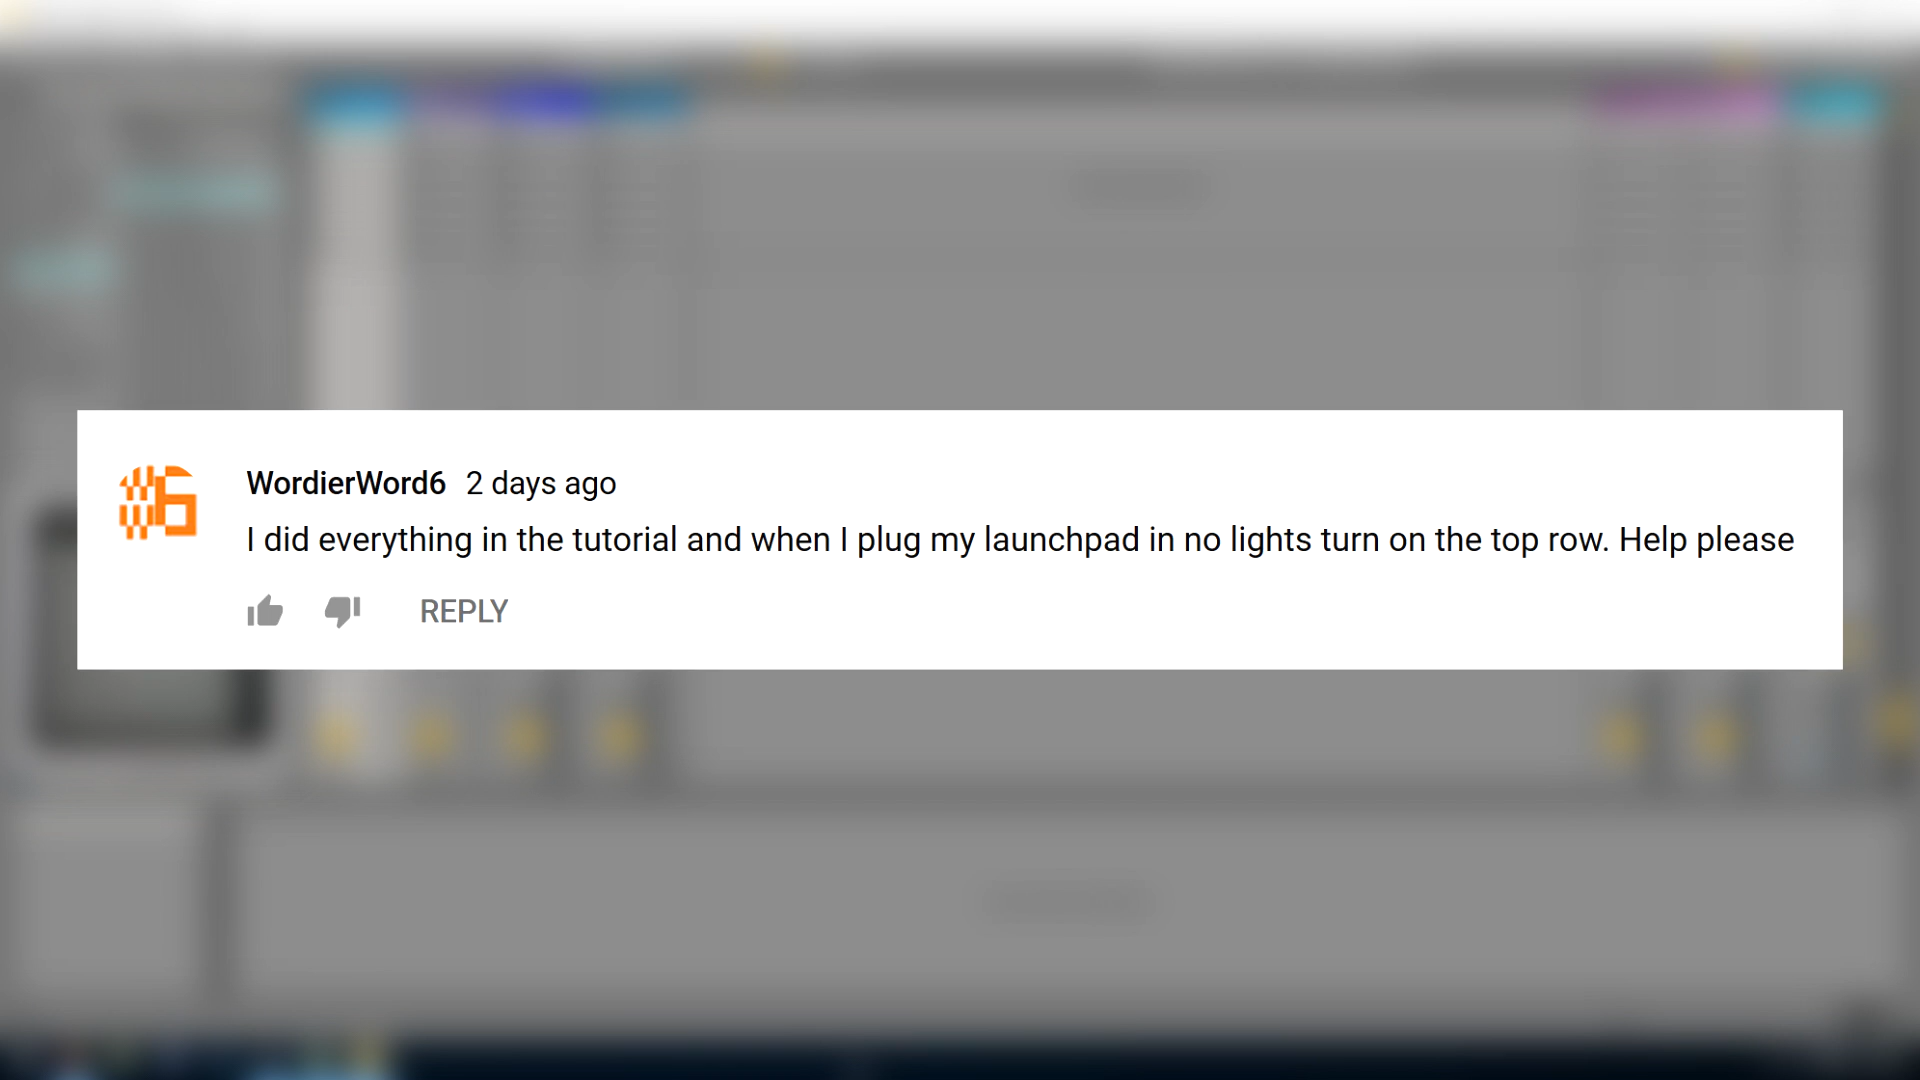 WordierWord6 2 days ago
I did everything in the tutorial and when I plug my launchpad in no lights turn on the top row. Help please
REPLY